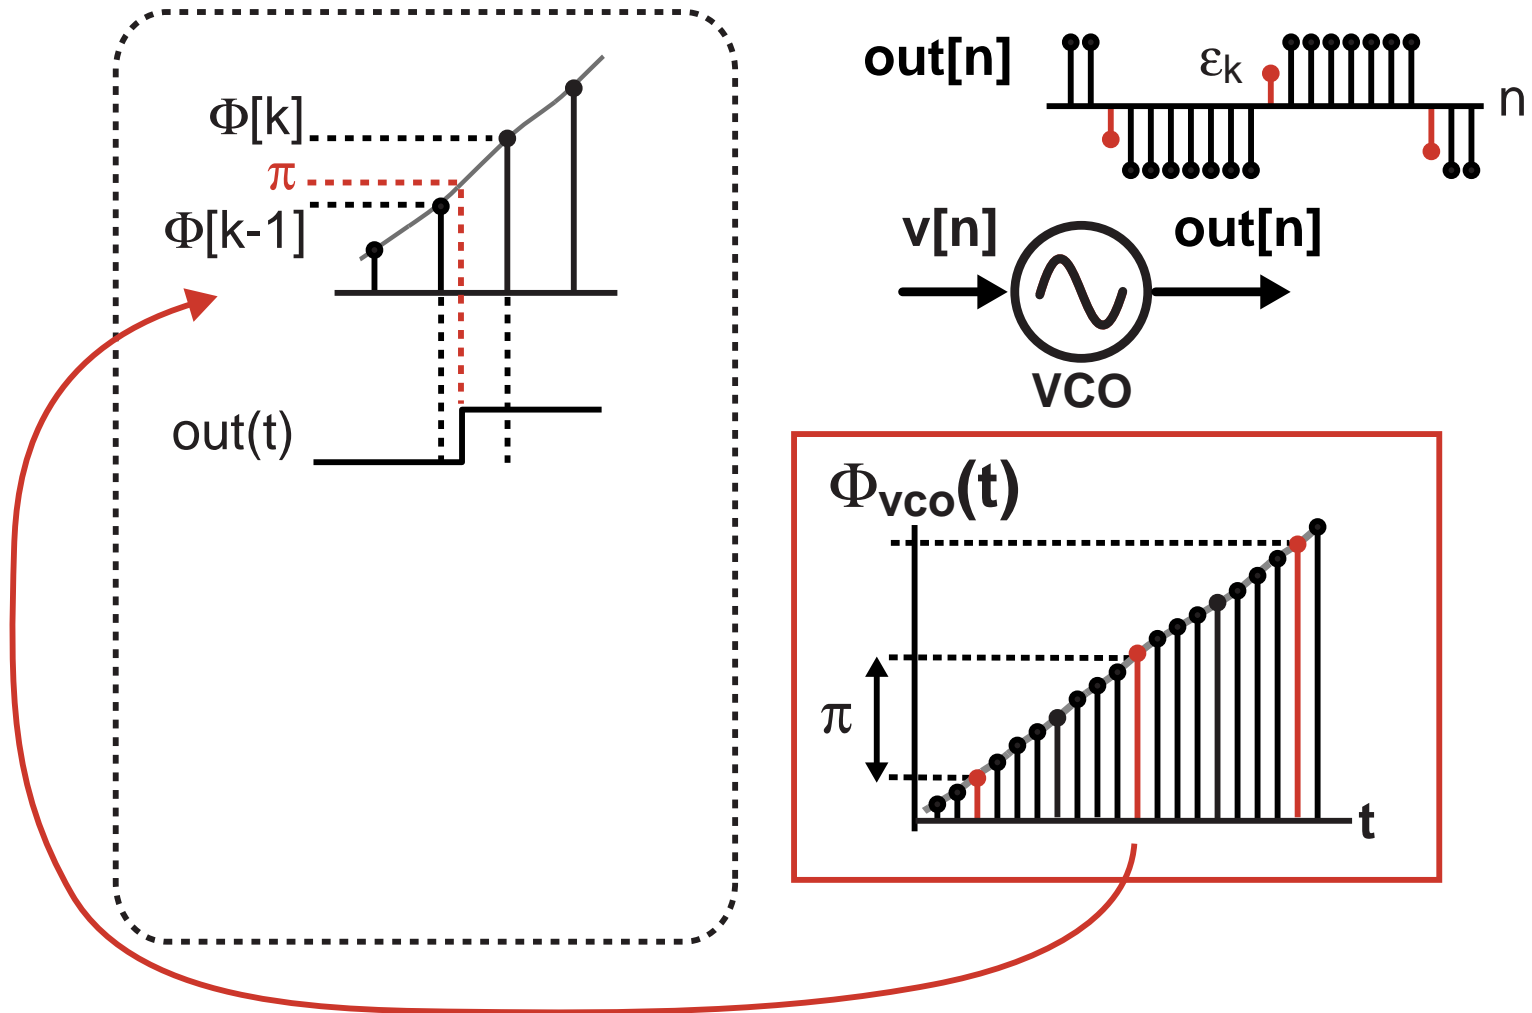 Φ[k]
π
Φ[k-1]
out(t)
out[n]
εk
n
v[n]
out[n]
VCO
Φvco(t)
π
t